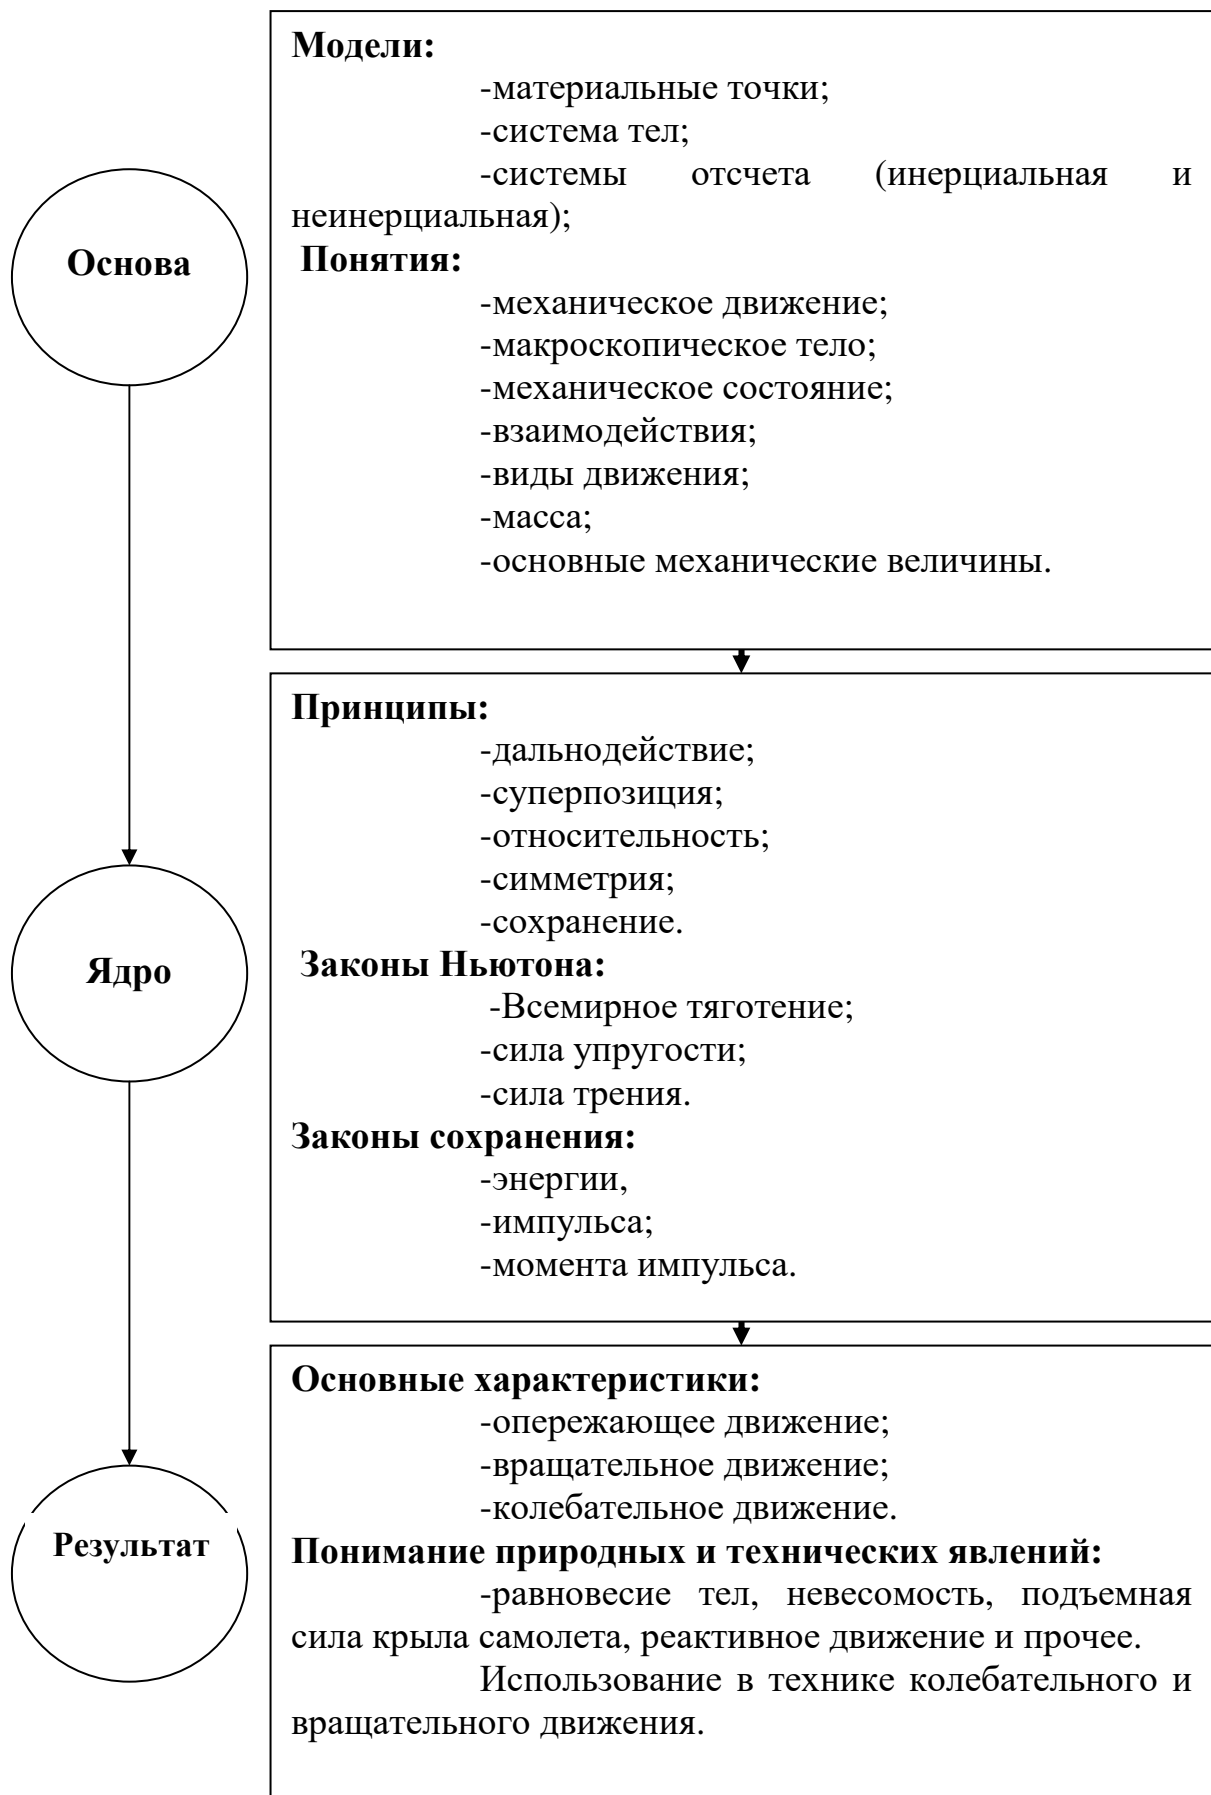 Модели:
-материальные точки;
-система тел;
-системы отсчета (инерциальная и
неинерциальная);
Основа
Понятия:
-механическое движение;
-макроскопическое тело;
-механическое состояние;
-взаимодействия;
-виды движения;
-масса;
-основные механические величины.
Принципы:
-дальнодействие;
-суперпозиция;
-относительность;
-симметрия;
-сохранение.
Ядро
Законы Ньютона:
-Всемирное тяготение;
-сила упругости;
-сила трения.
Законы сохранения:
-энергии,
-импульса;
-момента импульса.
Основные характеристики:
-опережающее движение;
-вращательное движение;
-колебательное движение.
Результат
Понимание природных и технических явлений:
-равновесие тел, невесомость, подъемная
сила крыла самолета, реактивное движение и прочее.
Использование в технике колебательного и
вращательного движения.